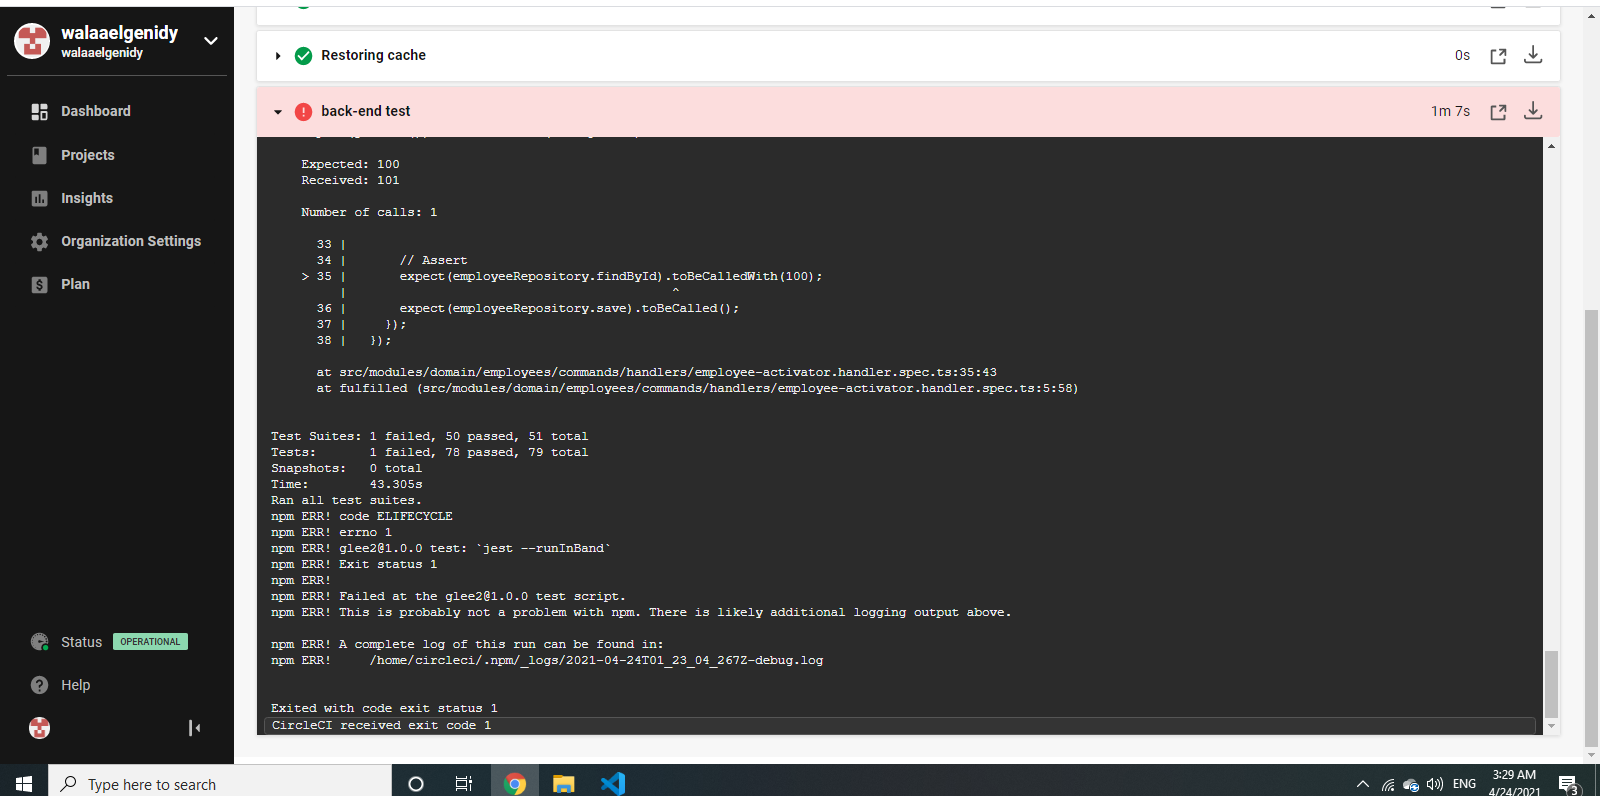 walaaelgenidy
walaaelgenidy
Dashboard
Projects
Insights
Organization Settings
Plan
Status OPERATIONAL
Help
Restoring cache 0s
back-end test 1m 7s
Expected: 100
Received: 101
Number of calls: 1
33 |
34 | // Assert
> 35 | expect(employeeRepository.findById).toBeCalledWith(100);
| ^
36 | expect(employeeRepository.save).toBeCalled();
37 | });
38 | });
at src/modules/domain/employees/commands/handlers/employee-activator.handler.spec.ts:35:43
at fulfilled (src/modules/domain/employees/commands/handlers/employee-activator.handler.spec.ts:5:58)
Test Suites: 1 failed, 50 passed, 51 total
Tests: 1 failed, 78 passed, 79 total
Snapshots: 0 total
Time: 43.305s
Ran all test suites.
npm ERR! code ELIFECYCLE
npm ERR! errno 1
npm ERR! glee2@1.0.0 test: `jest --runInBand`
npm ERR! Exit status 1
npm ERR!
npm ERR! Failed at the glee2@1.0.0 test script.
npm ERR! This is probably not a problem with npm. There is likely additional logging output above.
npm ERR! A complete log of this run can be found in:
npm ERR! /home/circleci/.npm/_logs/2021-04-24T01_23_04_267Z-debug.log
Exited with code exit status 1
CircleCI received exit code 1
Type here to search
ENG
3:29 AM
4/24/2021
3